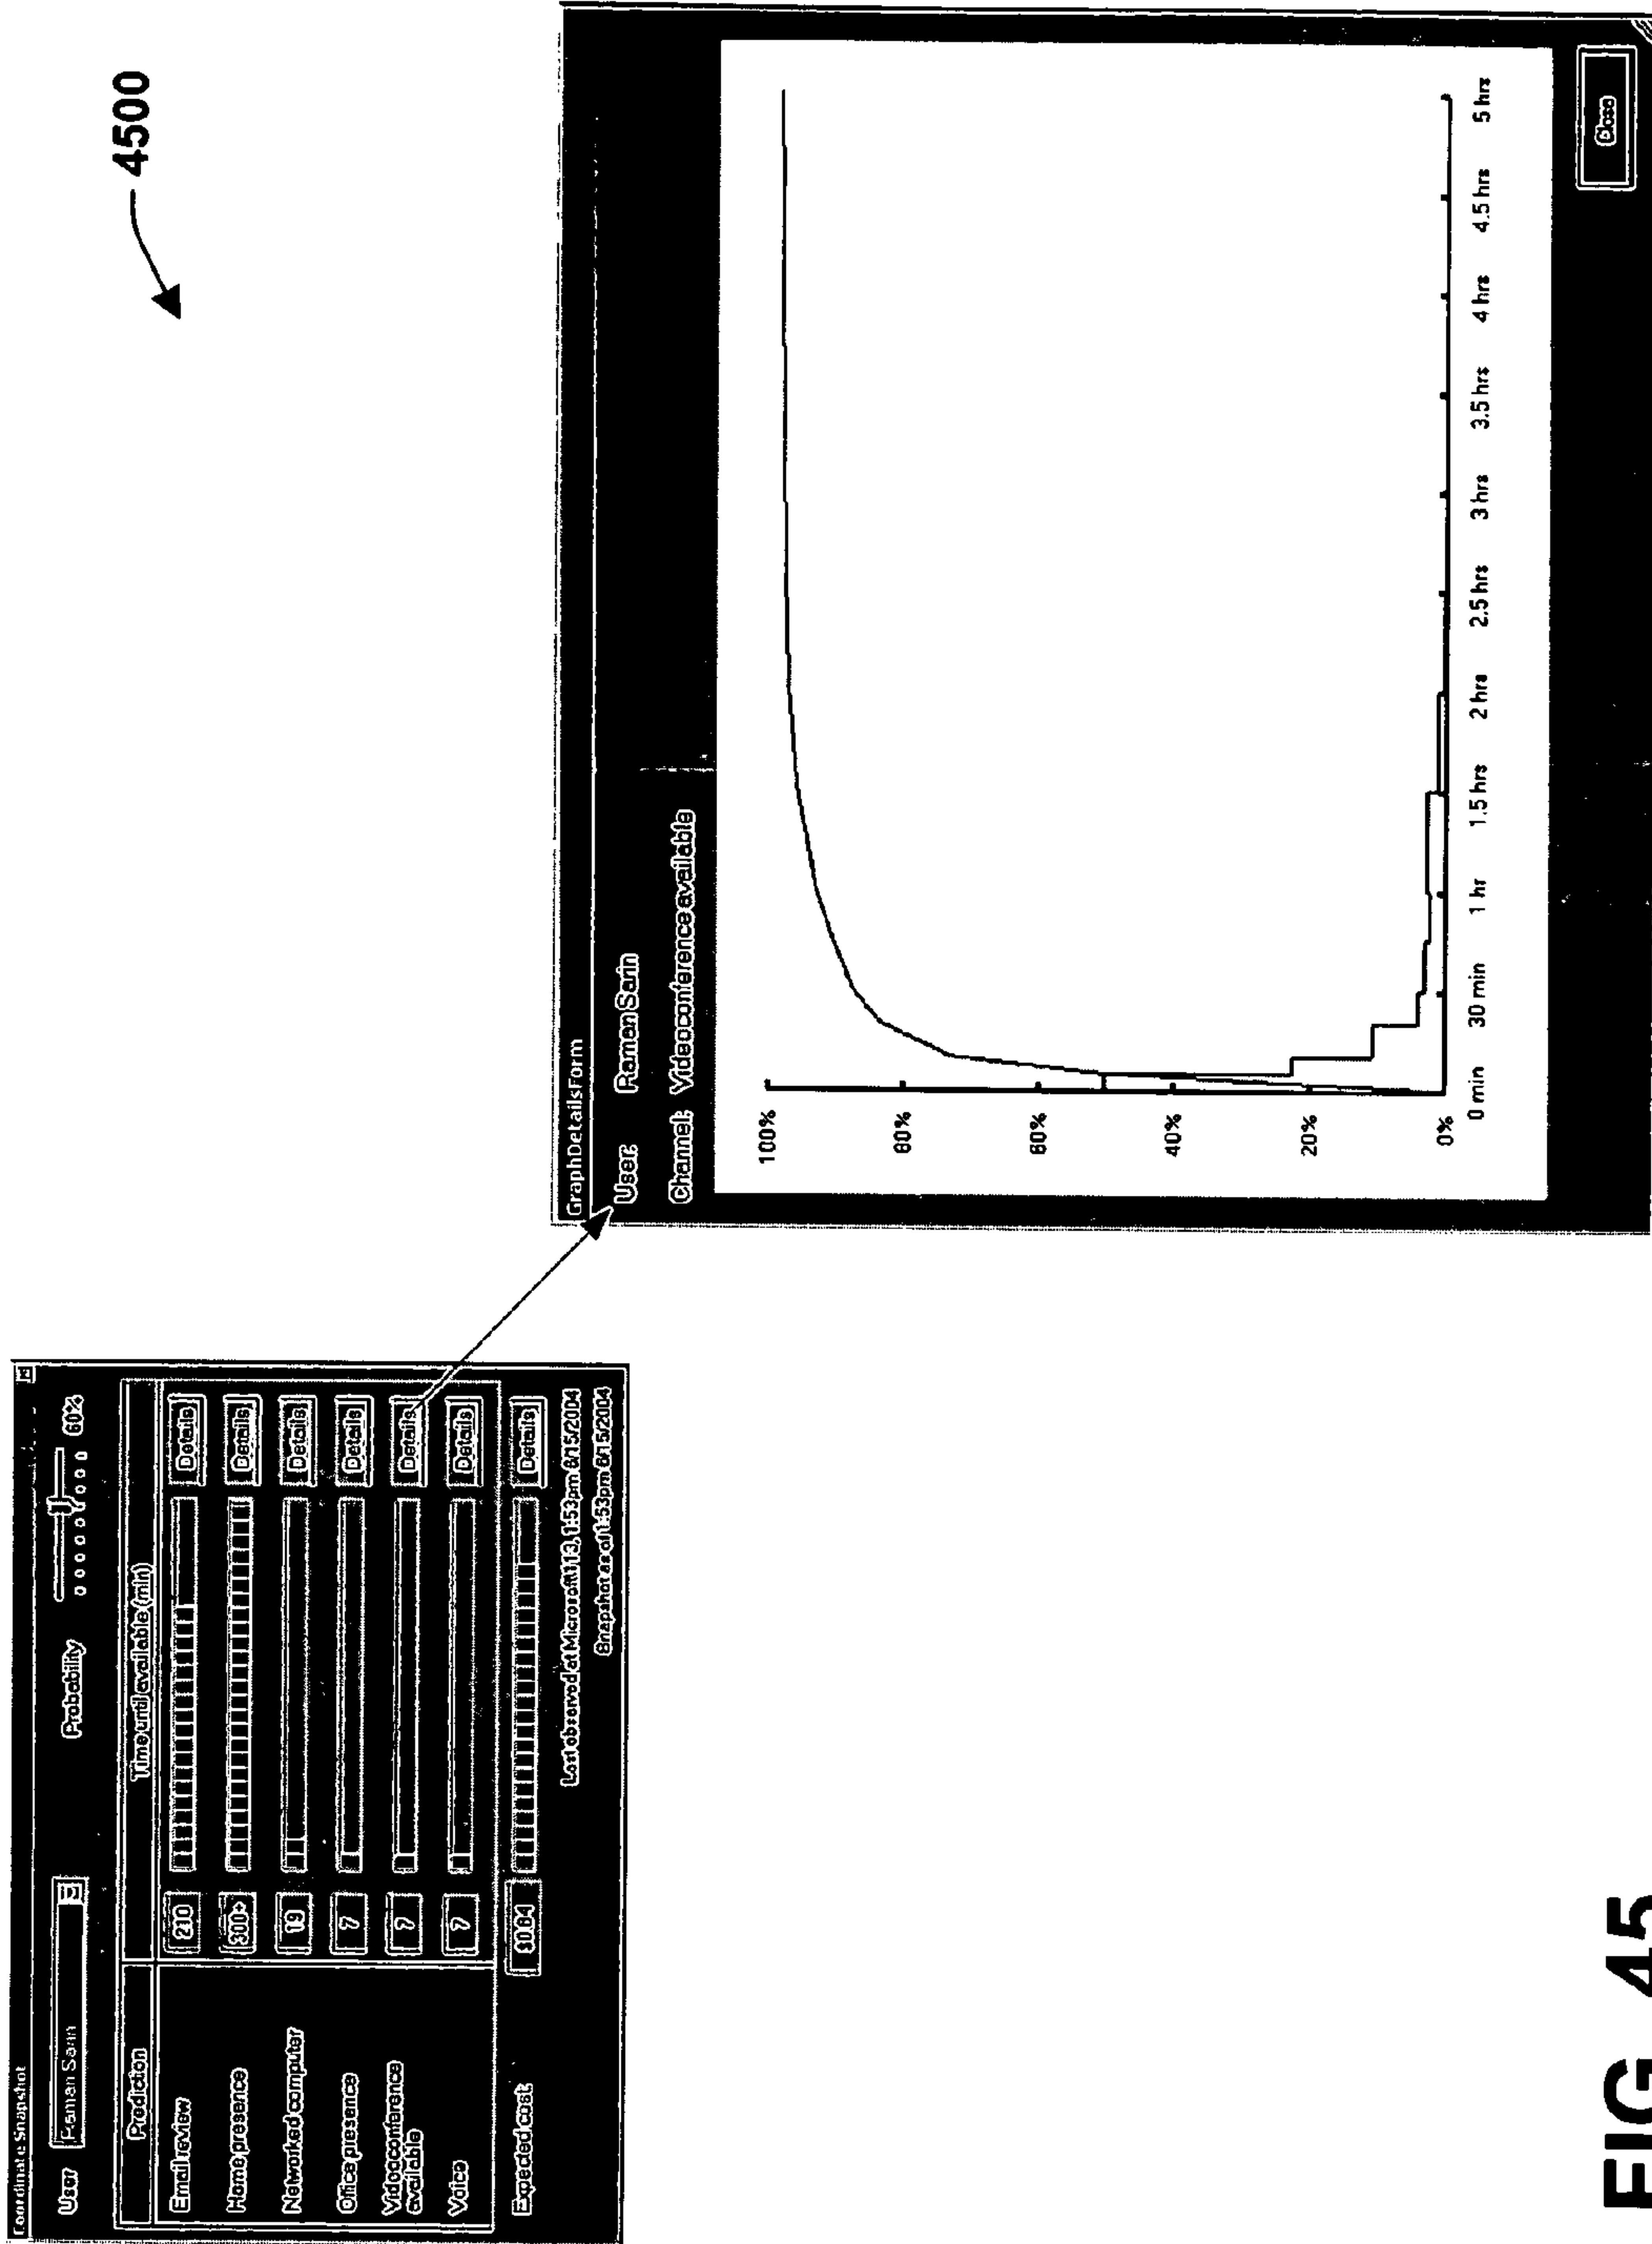 4500
Coordinate Snapshot
User Raman Sarin Probability 60%
Prediction Time until available (min)
Email review 210 Details
Home presence 300+ Details
Networked computer 19 Details
Office presence 7 Details
Videoconference available 7 Details
Voice 7 Details
Expected cost Details
Last observed at Microsoft/113, 1:53pm 6/15/2004
Snapshot as of 1:53pm 6/15/2004
GraphDetailsForm
User: Raman Sarin
Channel: Videoconference available
100%
80%
60%
40%
20%
0%
0 min 30 min 1 hr 1.5 hrs 2 hrs 2.5 hrs 3 hrs 3.5 hrs 4 hrs 4.5 hrs 5 hrs
Close
FIG 45